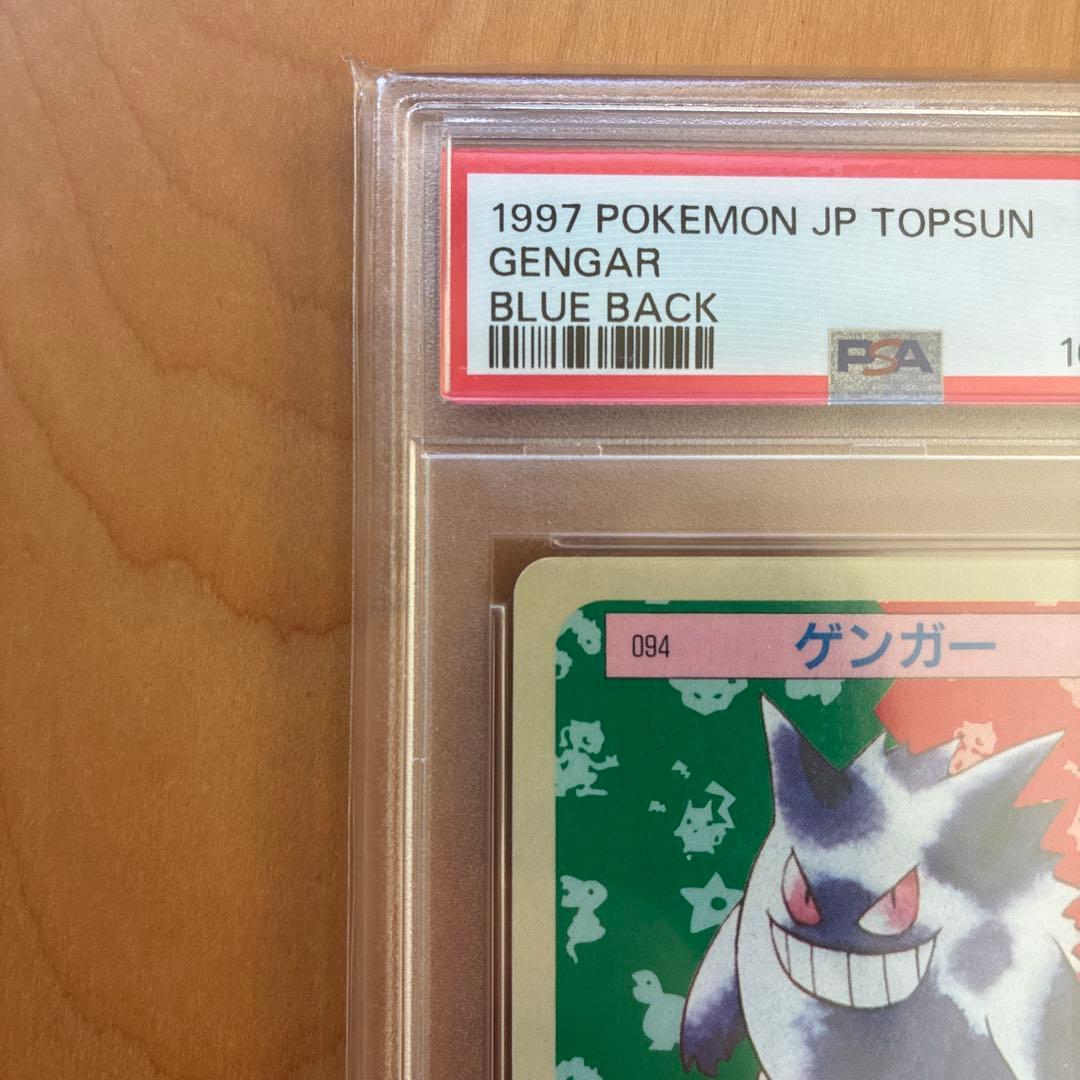 1997 POKEMON JP TOPSUN
GENGAR
BLUE BACK
PSA
094 ゲンガー